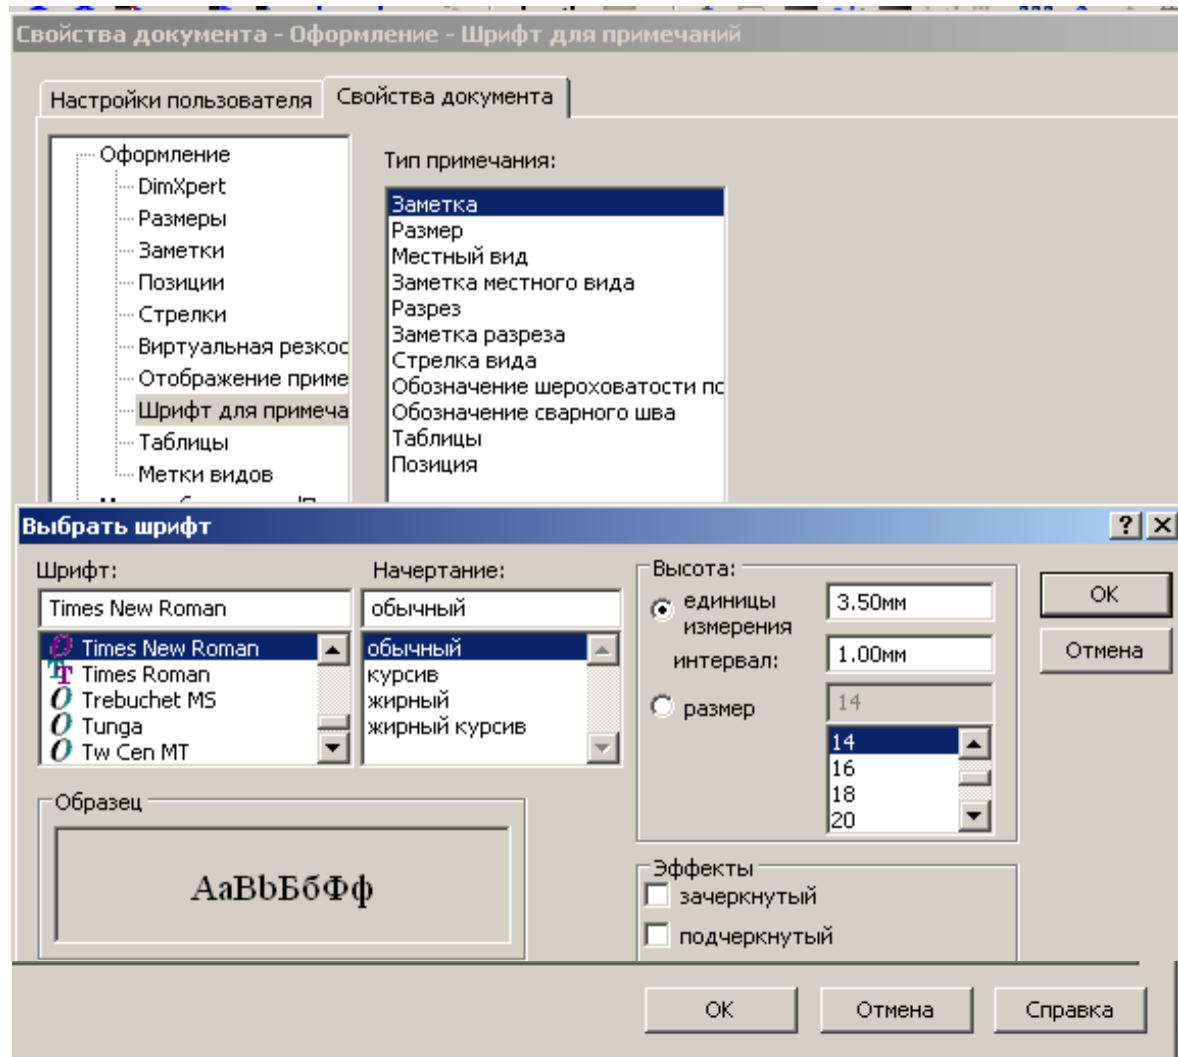 Свойства документа - Оформление - Шрифт для примечаний
Настройки пользователя
Свойства документа
Оформление
DimXpert
Размеры
Заметки
Позиции
Стрелки
Виртуальная резкос
Отображение приме
Шрифт для примеча
Таблицы
Метки видов
Тип примечания:
Заметка
Размер
Местный вид
Заметка местного вида
Разрез
Заметка разреза
Стрелка вида
Обозначение шероховатости по
Обозначение сварного шва
Таблицы
Позиция
Выбрать шрифт
Шрифт:
Times New Roman
Times New Roman
Times Roman
Trebuchet MS
Tunga
Tw Cen MT
Начертание:
обычный
обычный
курсив
жирный
жирный курсив
Высота:
единицы
измерения
3.50мм
интервал:
1.00мм
размер
14
14
16
18
20
ОК
Отмена
Образец
АаВbБбФф
Эффекты
зачеркнутый
подчеркнутый
ОК
Отмена
Справка